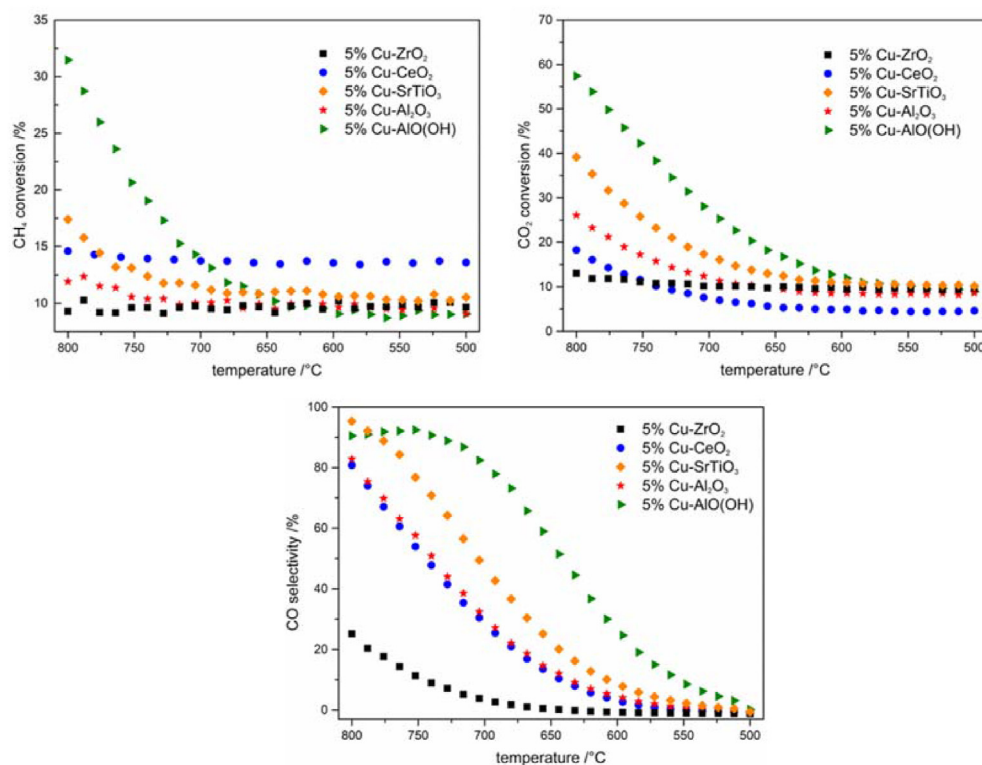 35
30
25
20
15
10
CH₄ conversion /%
5% Cu-ZrO₂
5% Cu-CeO₂
5% Cu-SrTiO₃
5% Cu-Al₂O₃
5% Cu-AlO(OH)
800 750 700 650 600 550 500
temperature /°C
70
60
50
40
30
20
10
0
CO₂ conversion /%
5% Cu-ZrO₂
5% Cu-CeO₂
5% Cu-SrTiO₃
5% Cu-Al₂O₃
5% Cu-AlO(OH)
800 750 700 650 600 550 500
temperature /°C
100
80
60
40
20
0
CO selectivity /%
5% Cu-ZrO₂
5% Cu-CeO₂
5% Cu-SrTiO₃
5% Cu-Al₂O₃
5% Cu-AlO(OH)
800 750 700 650 600 550 500
temperature /°C